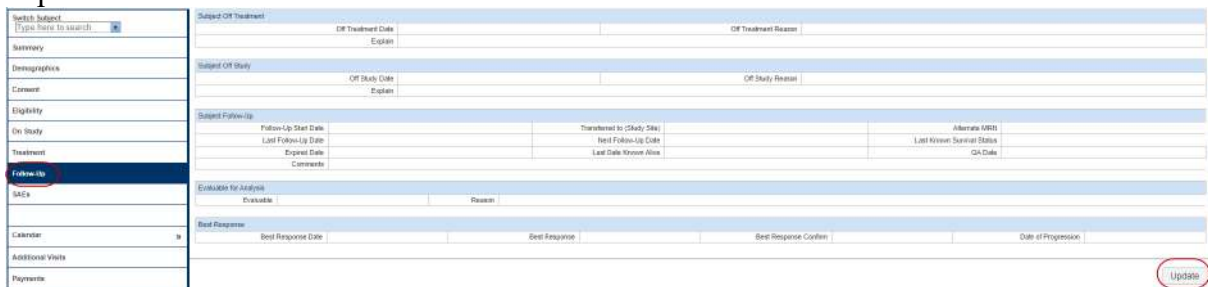 Switch Subject
Type here to search
Summary
Demographics
Consent
Eligibility
On Study
Treatment
Follow-Up
SAEs
Calendar »
Additional Visits
Payments
Subject Off Treatment
Off Treatment Date Off Treatment Reason
Explain
Subject Off Study
Off Study Date Off Study Reason
Explain
Subject Follow-Up
Follow-Up Start Date Transferred to (Study Site) Alternate MRN
Last Follow-Up Date Next Follow-Up Date Last Known Survival Status
Expired Date Last Date Known Alive QA Date
Comments
Evaluable for Analysis
Evaluable Reason
Best Response
Best Response Date Best Response Best Response Confirm Date of Progression
Update